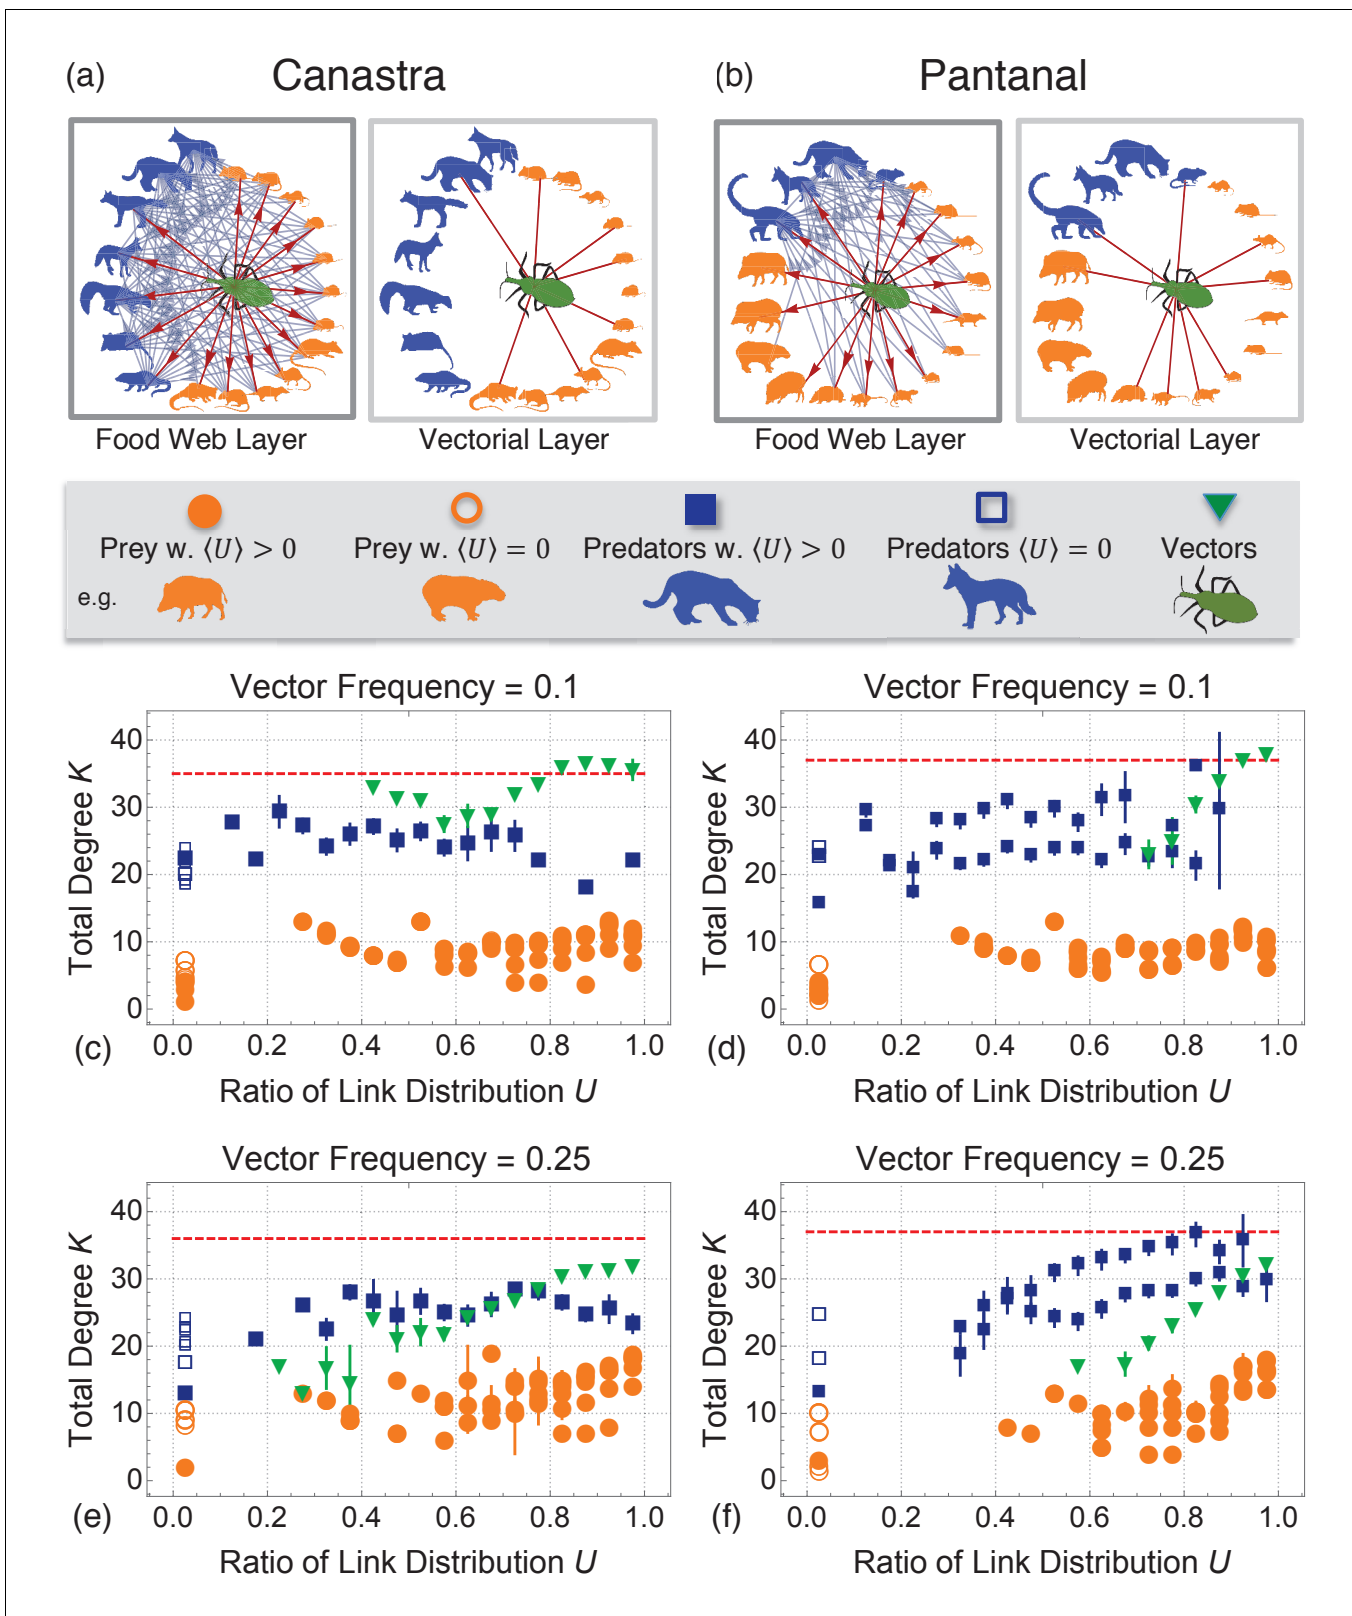 (a) Canastra
(b) Pantanal
Food Web Layer
Vectorial Layer
Food Web Layer
Vectorial Layer
Prey w. ⟨U⟩ > 0
Prey w. ⟨U⟩ = 0
Predators w. ⟨U⟩ > 0
Predators ⟨U⟩ = 0
Vectors
e.g.
Vector Frequency = 0.1
Total Degree K
40
30
20
10
0
(c)
0.0 0.2 0.4 0.6 0.8 1.0
Ratio of Link Distribution U
Vector Frequency = 0.1
Total Degree K
40
30
20
10
0
(d)
0.0 0.2 0.4 0.6 0.8 1.0
Ratio of Link Distribution U
Vector Frequency = 0.25
Total Degree K
40
30
20
10
0
(e)
0.0 0.2 0.4 0.6 0.8 1.0
Ratio of Link Distribution U
Vector Frequency = 0.25
Total Degree K
40
30
20
10
0
(f)
0.0 0.2 0.4 0.6 0.8 1.0
Ratio of Link Distribution U